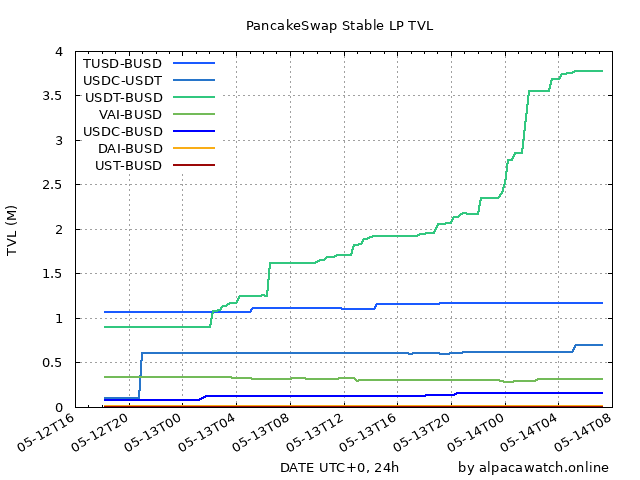 PancakeSwap Stable LP TVL
TUSD-BUSD
USDC-USDT
USDT-BUSD
VAI-BUSD
USDC-BUSD
DAI-BUSD
UST-BUSD
TVL (M)
4
3.5
3
2.5
2
1.5
1
0.5
0
05-12T16
05-12T20
05-13T00
05-13T04
05-13T08
05-13T12
05-13T16
05-13T20
05-14T00
05-14T04
05-14T08
DATE UTC+0, 24h
by alpacawatch.online